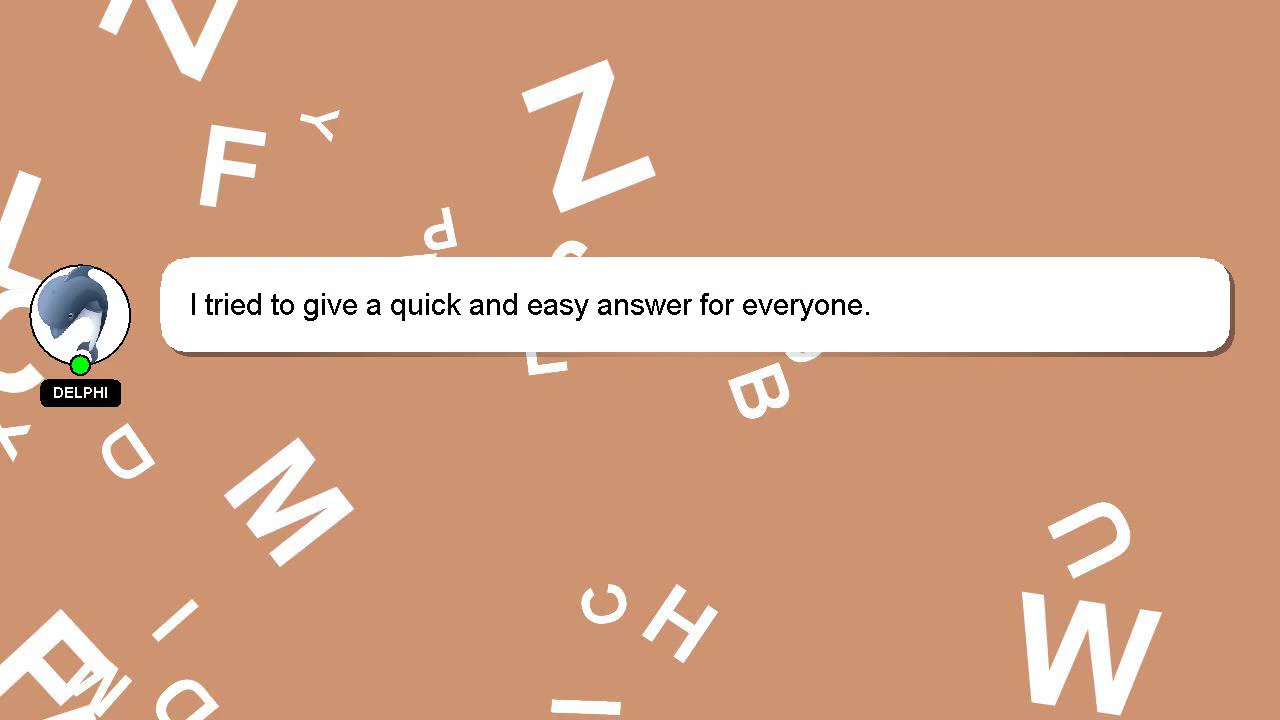 N
Z
F
Y
P
S
I tried to give a quick and easy answer for everyone.
DELPHI
L
B
Y
D
M
U
C
H
W
I
F
M
D
I